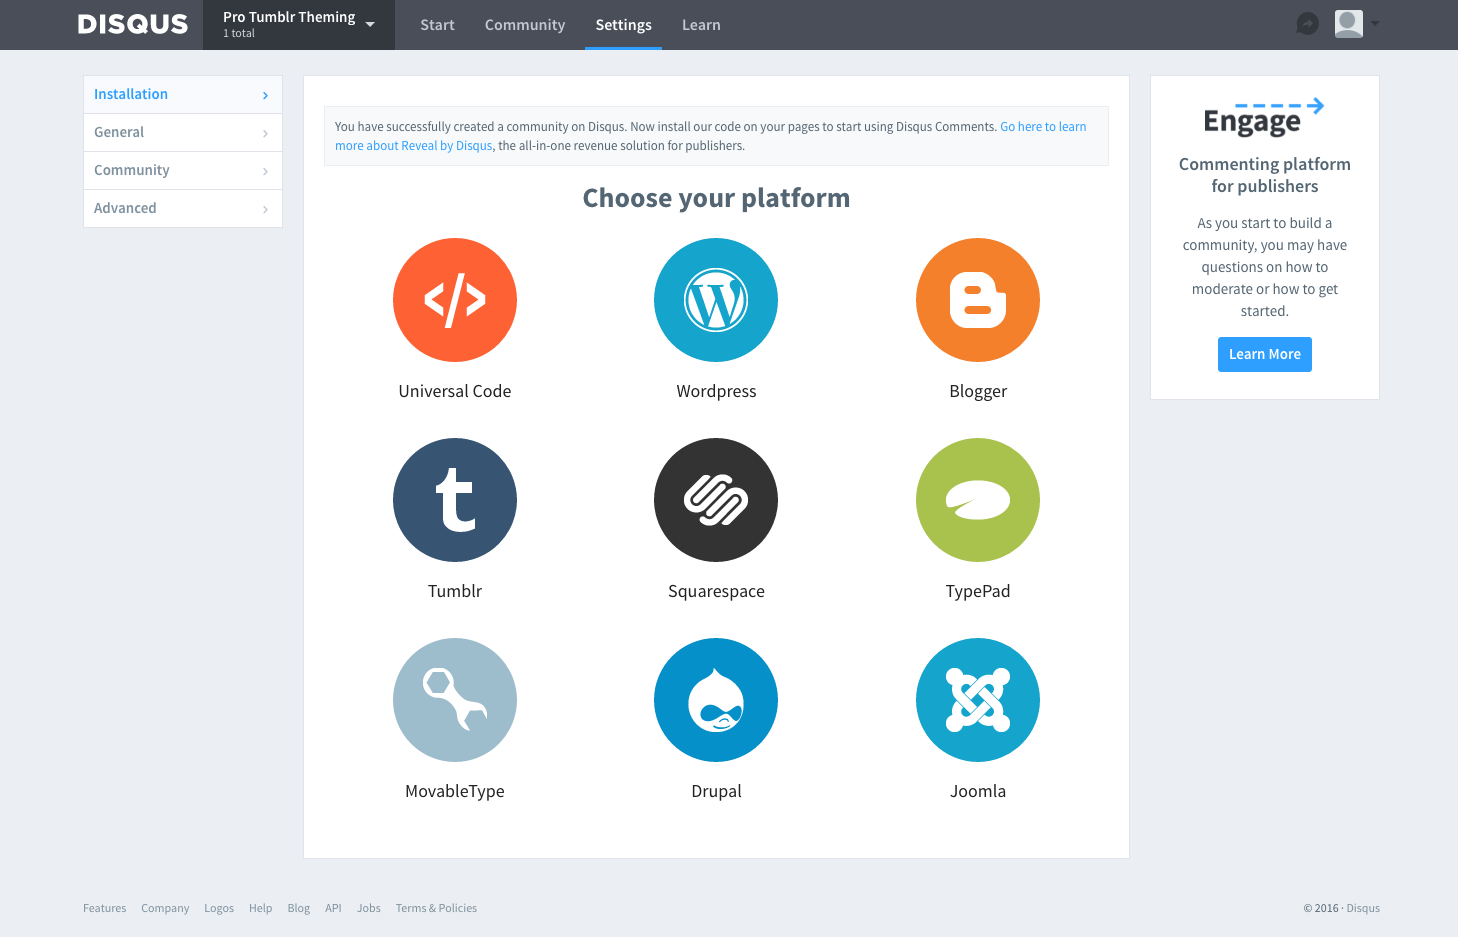 DISQUS
Pro Tumblr Theming
1 total
Start
Community
Settings
Learn
Installation
General
Community
Advanced
You have successfully created a community on Disqus. Now install our code on your pages to start using Disqus Comments. Go here to learn
more about Reveal by Disqus, the all-in-one revenue solution for publishers.
Choose your platform
Universal Code
Wordpress
Blogger
Tumblr
Squarespace
TypePad
MovableType
Drupal
Joomla
Engage
Commenting platform
for publishers
As you start to build a
community, you may have
questions on how to
moderate or how to get
started.
Learn More
Features
Company
Logos
Help
Blog
API
Jobs
Terms & Policies
© 2016 · Disqus